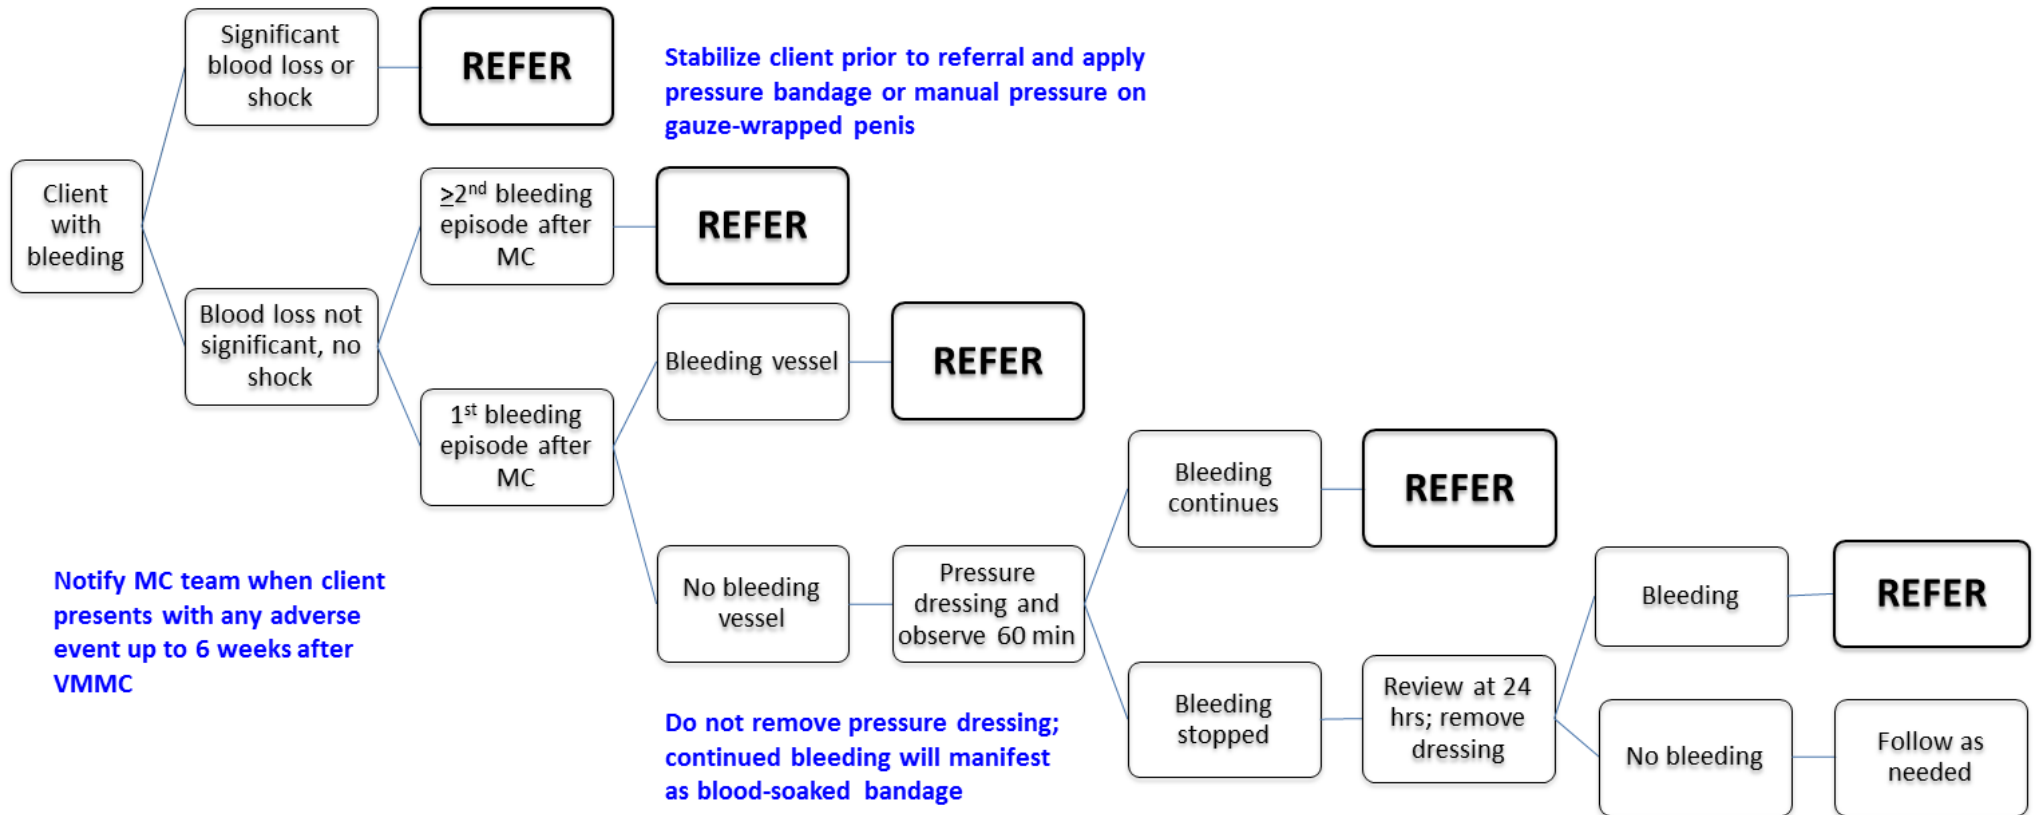 Significant
blood loss or
shock
REFER
Stabilize client prior to referral and apply
pressure bandage or manual pressure on
gauze-wrapped penis
Client
with
bleeding
≥2nd bleeding
episode after
MC
REFER
Blood loss not
significant, no
shock
Bleeding vessel
REFER
1st bleeding
episode after
MC
Bleeding
continues
REFER
Notify MC team when client
presents with any adverse
event up to 6 weeks after
VMMC
No bleeding
vessel
Pressure
dressing and
observe 60 min
Bleeding
REFER
Do not remove pressure dressing;
continued bleeding will manifest
as blood-soaked bandage
Bleeding
stopped
Review at 24
hrs; remove
dressing
No bleeding
Follow as
needed